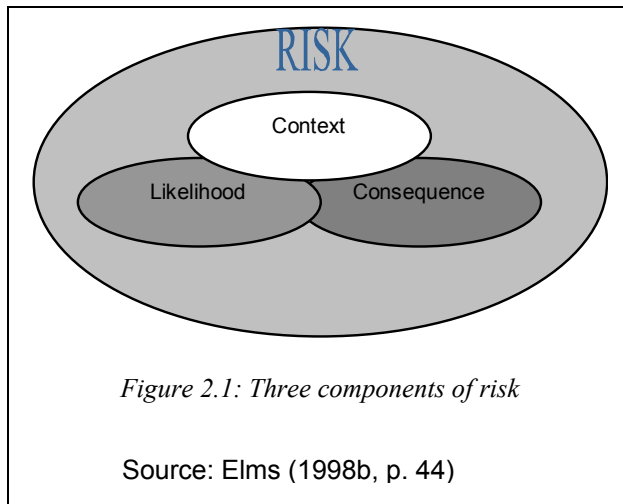 RISK
Context
Likelihood Consequence
Figure 2.1: Three components of risk
Source: Elms (1998b, p. 44)